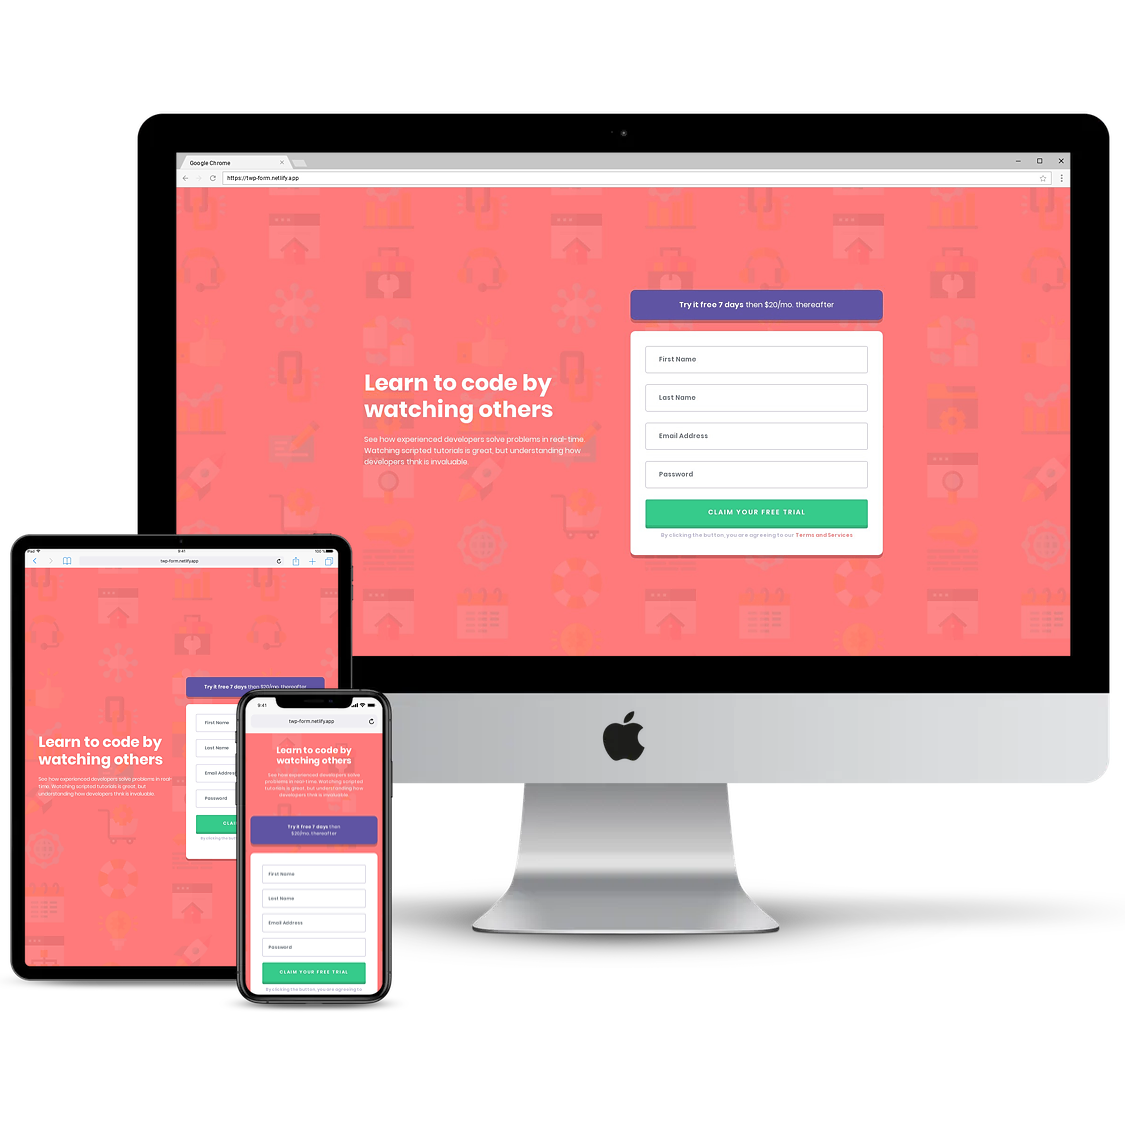 Google Chrome
https://twp-form.netlify.app
Try it free 7 days then $20/mo. thereafter
Learn to code by
watching others
See how experienced developers solve problems in real-time.
Watching scripted tutorials is great, but understanding how
developers think is invaluable.
First Name
Last Name
Email Address
Password
CLAIM YOUR FREE TRIAL
By clicking the button, you are agreeing to our Terms and Services
iPad
9:41
100 %
twp-form.netlify.app
Try it free 7 days then $20/mo. thereafter
Learn to code by
watching others
See how experienced developers solve problems in real-
time. Watching scripted tutorials is great, but
understanding how developers think is invaluable.
First Name
Last Name
Email Address
Password
CLA
By clicking the but
9:41
twp-form.netlify.app
Learn to code by
watching others
See how experienced developers solve
problems in real-time. Watching scripted
tutorials is great, but understanding how
developers think is invaluable.
Try it free 7 days then
$20/mo. thereafter
First Name
Last Name
Email Address
Password
CLAIM YOUR FREE TRIAL
By clicking the button, you are agreeing to